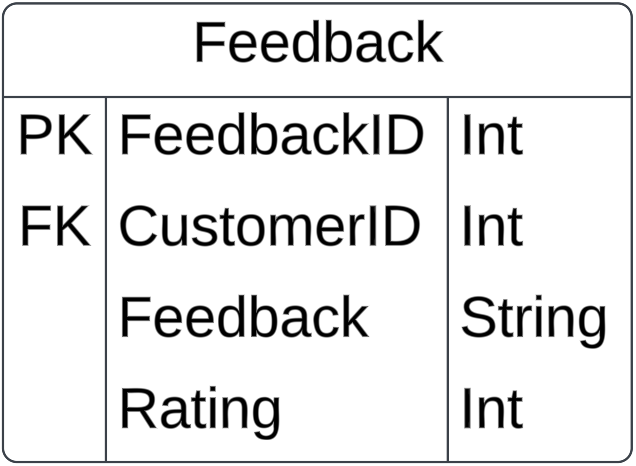 Feedback
PK FeedbackID Int
FK CustomerID Int
Feedback String
Rating Int